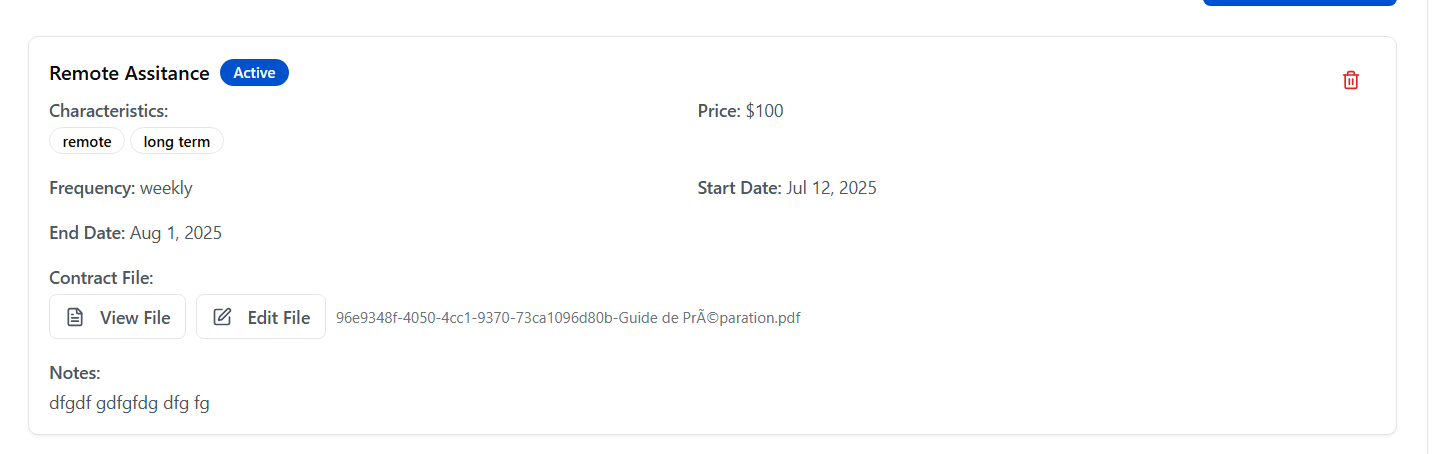 Remote Assitance Active
Characteristics:
Price: $100
remote long term
Frequency: weekly
Start Date: Jul 12, 2025
End Date: Aug 1, 2025
Contract File:
View File Edit File 96e9348f-4050-4cc1-9370-73ca1096d80b-Guide de PrÃ©paration.pdf
Notes:
dfgdf gdfgfdg dfg fg